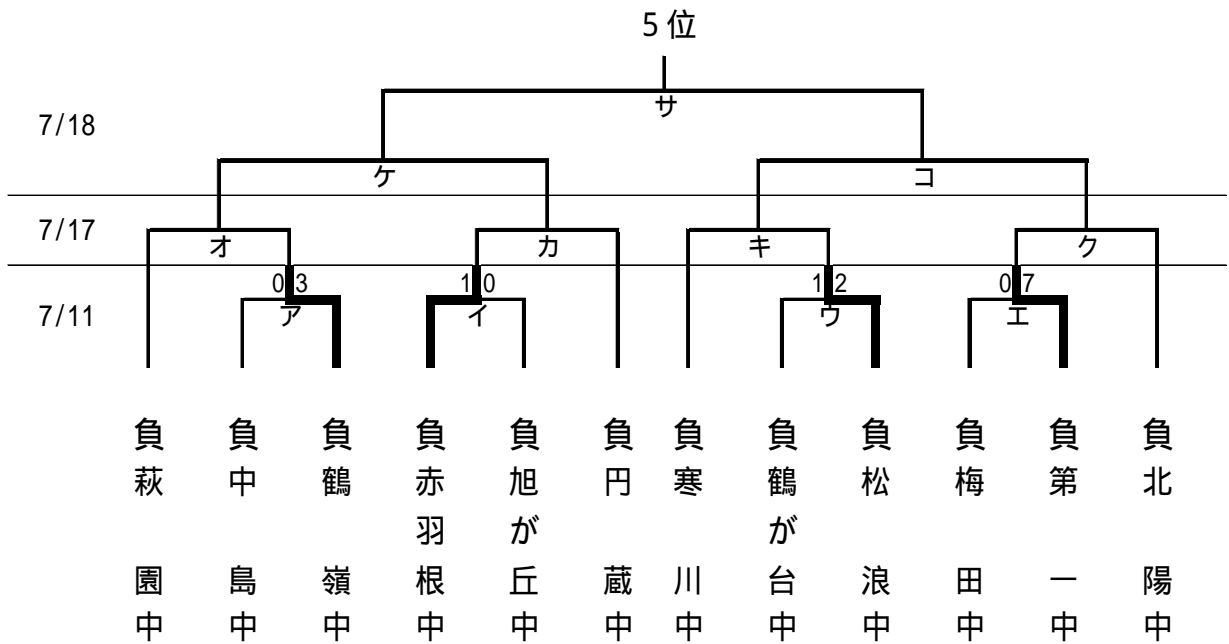 5位
サ
7/18
ケ
コ
7/17
オ
カ
キ
ク
0 3
1 0
1 2
0 7
7/11
ア
イ
ウ
エ
負萩園中
負中島中
負鶴嶺中
負赤羽根中
負旭が丘中
負円蔵中
負寒川中
負鶴が台中
負松浪中
負梅田中
負第一中
負北陽中